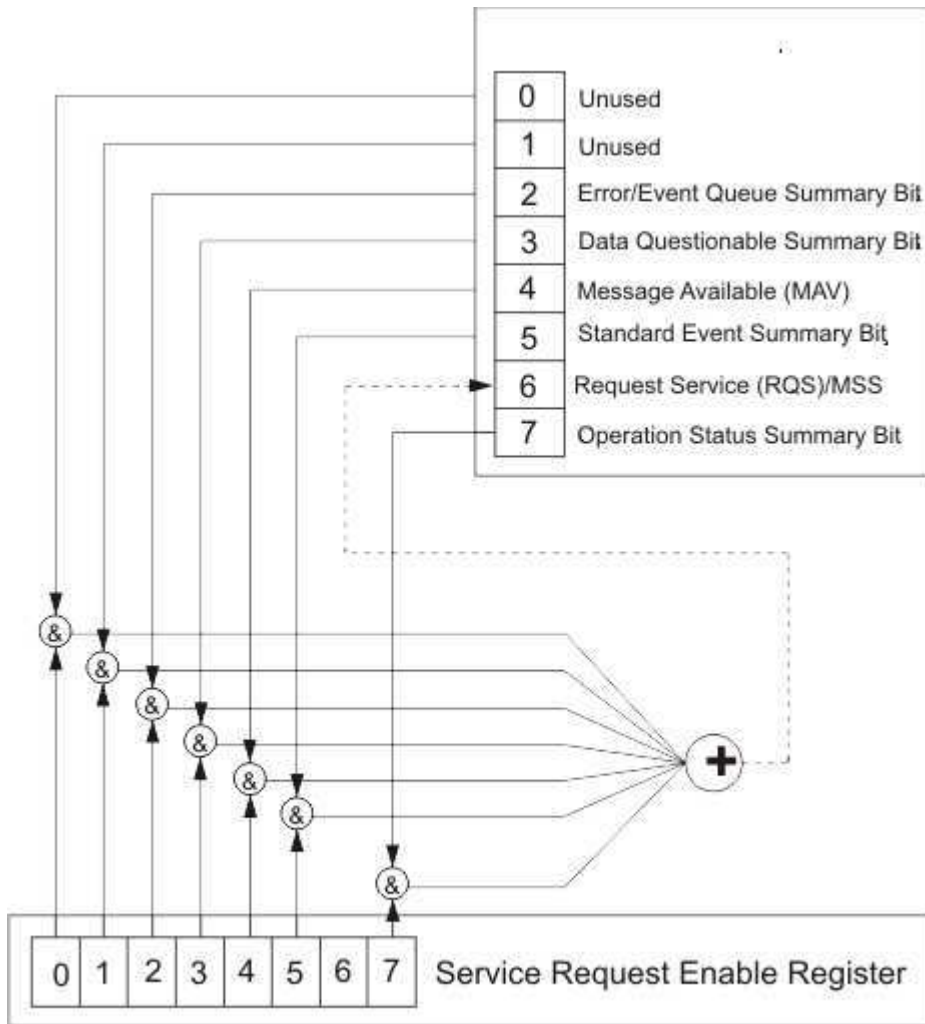 0 Unused
1 Unused
2 Error/Event Queue Summary Bit
3 Data Questionable Summary Bit
4 Message Available (MAV)
5 Standard Event Summary Bit
6 Request Service (RQS)/MSS
7 Operation Status Summary Bit
&
&
&
&
&
&
&
+
0 1 2 3 4 5 6 7 Service Request Enable Register